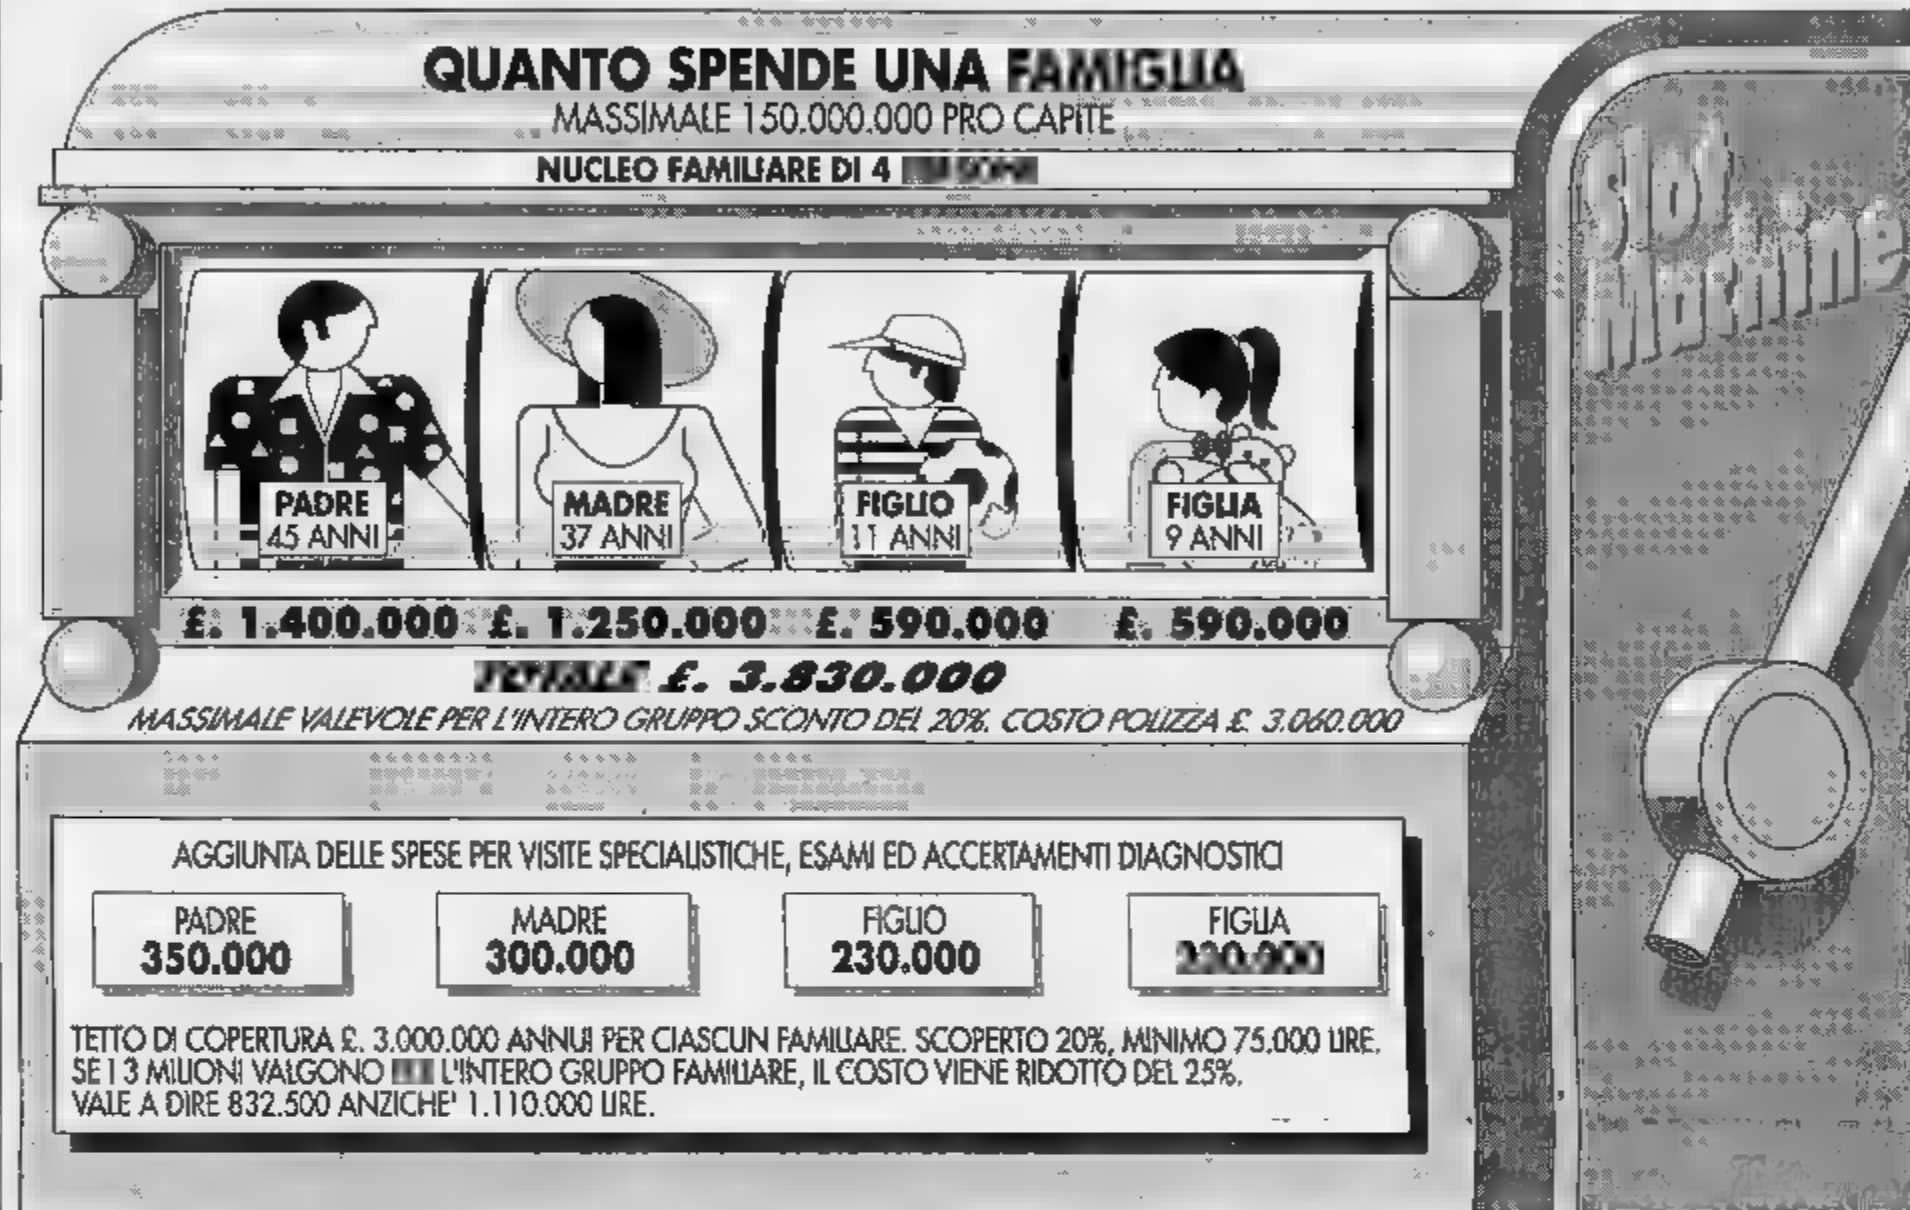 QUANTO SPENDE UNA FAMIGLIA
MASSIMALE 150.000.000 PRO CAPITE
NUCLEO FAMILIARE DI 4
PADRE
45 ANNI
MADRE
37 ANNI
FIGLIO
11 ANNI
FIGLIA
9 ANNI
£. 1.400.000 £. 1.250.000 £. 590.000 £. 590.000
£. 3.830.000
MASSIMALE VALEVOLE PER L'INTERO GRUPPO SCONTO DEL 20%. COSTO POLIZZA £. 3.060.000
AGGIUNTA DELLE SPESE PER VISITE SPECIALISTICHE, ESAMI ED ACCERTAMENTI DIAGNOSTICI
PADRE
350.000
MADRE
300.000
FIGLIO
230.000
FIGLIA
TETTO DI COPERTURA £. 3.000.000 ANNUI PER CIASCUN FAMILIARE. SCOPERTO 20%, MINIMO 75.000 LIRE.
SE I 3 MILIONI VALGONO L'INTERO GRUPPO FAMILIARE, IL COSTO VIENE RIDOTTO DEL 25%.
VALE A DIRE 832.500 ANZICHE' 1.110.000 LIRE.